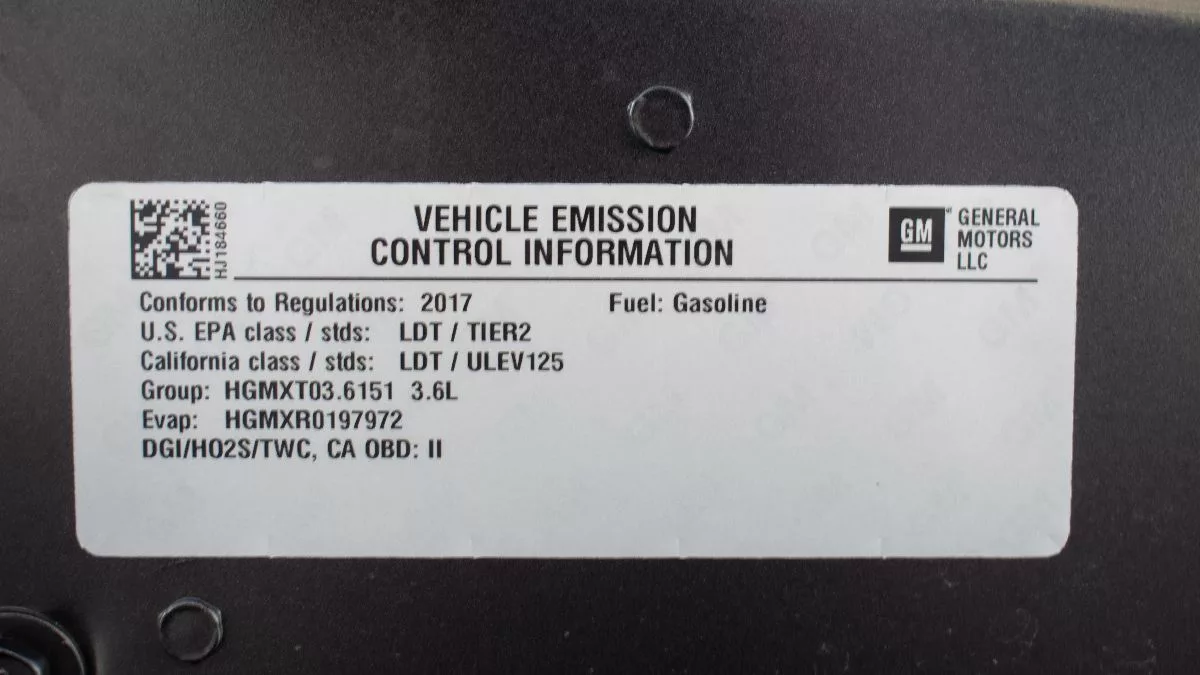 HJ184660
VEHICLE EMISSION
CONTROL INFORMATION
GM
GENERAL
MOTORS
LLC
Conforms to Regulations: 2017 Fuel: Gasoline
U.S. EPA class / stds: LDT / TIER2
California class / stds: LDT / ULEV125
Group: HGMXT03.6151 3.6L
Evap: HGMXR0197972
DGI/HO2S/TWC, CA OBD: II